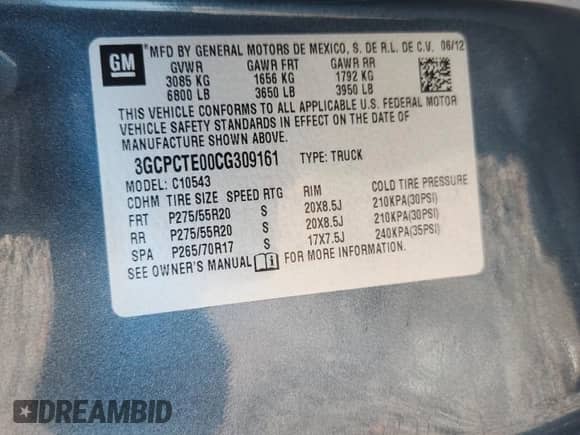 GM MFD BY GENERAL MOTORS DE MEXICO, S. DE R.L. DE C.V. 06/12
GVWR GAWR FRT GAWR RR
3085 KG 1656 KG 1792 KG
6800 LB 3650 LB 3950 LB
THIS VEHICLE CONFORMS TO ALL APPLICABLE U.S. FEDERAL MOTOR
VEHICLE SAFETY STANDARDS IN EFFECT ON THE DATE OF
MANUFACTURE SHOWN ABOVE.
3GCPCTE00CG309161 TYPE: TRUCK
MODEL: C10543
CDHM TIRE SIZE SPEED RTG RIM COLD TIRE PRESSURE
FRT P275/55R20 S 20X8.5J 210KPA(30PSI)
RR P275/55R20 S 20X8.5J 210KPA(30PSI)
SPA P265/70R17 S 17X7.5J 240KPA(35PSI)
SEE OWNER'S MANUAL FOR MORE INFORMATION.
DREAMBID